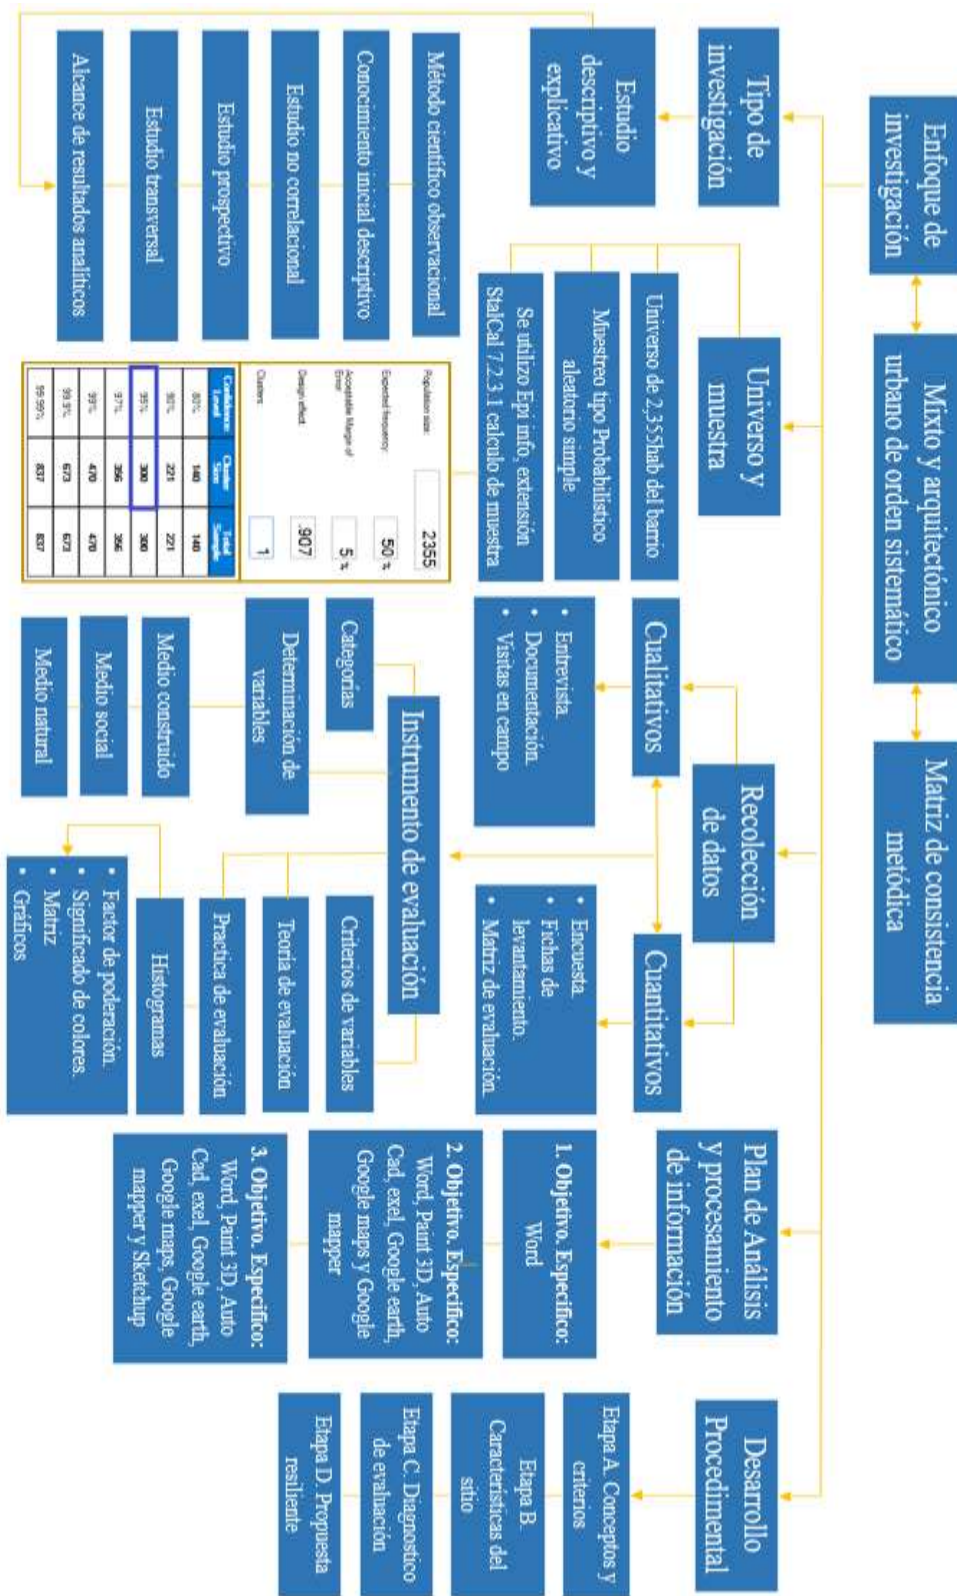 Enfoque de
investigación
Mixto y arquitectónico
urbano de orden sistemático
Matriz de consistencia
metódica
Tipo de
investigación
Estudio
descriptivo y
explicativo
Método científico observacional
Conocimiento inicial descriptivo
Estudio no correlacional
Estudio prospectivo
Estudio transversal
Alcance de resultados analíticos
Universo y
muestra
Universo de 2,355hab del barrio
Muestreo tipo Probabilístico
aleatorio simple
Se utilizo Epi info, extensión
StalCal 7.2.3.1 calculo de muestra
Population size: 2355
Expected frequency: 50 %
Acceptable Margin of
Error: 5 %
Design effect: .907
Clusters: 1
Confidence
Level
Cluster
Size
Total
Sample
80% 140 140
90% 221 221
95% 300 300
97% 356 356
99% 470 470
99.9% 673 673
99.99% 837 837
Recolección
de datos
Cualitativos
• Entrevista.
• Documentación.
• Visitas en campo
Cuantitativos
• Encuesta.
• Fichas de
levantamiento.
• Matriz de evaluación.
Instrumento de evaluación
Categorías
Determinación de
variables
Medio construido
Medio social
Medio natural
Criterios de variables
Teoría de evaluación
Practica de evaluación
Histogramas
• Factor de poderación.
• Significado de colores.
• Matriz
• Gráficos
Plan de Análisis
y procesamiento
de información
1. Objetivo. Especifico:
Word
2. Objetivo. Especifico:
Word, Paint 3D, Auto
Cad, exel, Google earth,
Google maps y Google
mapper
3. Objetivo. Especifico:
Word, Paint 3D, Auto
Cad, exel, Google earth,
Google maps, Google
mapper y Sketchup
Desarrollo
Procedimental
Etapa A. Conceptos y
criterios
Etapa B.
Características del
sitio
Etapa C. Diagnostico
de evaluación
Etapa D. Propuesta
resiliente